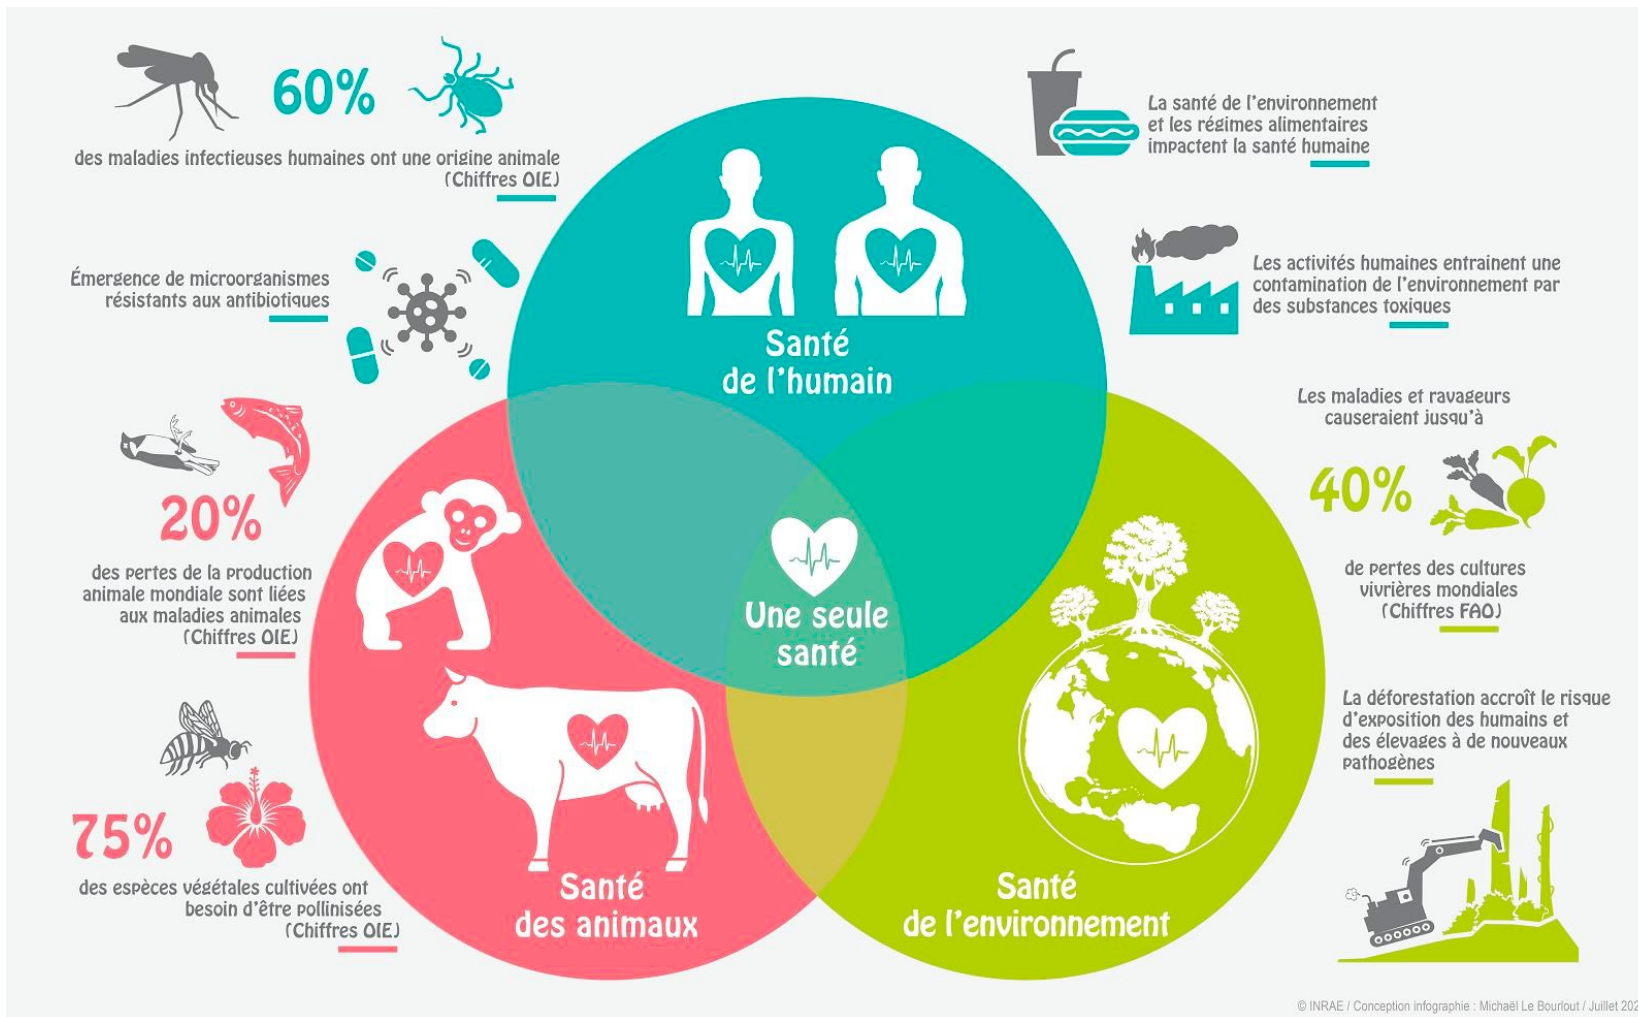 60%
des maladies infectieuses humaines ont une origine animale
(Chiffres OIE)
Émergence de microorganismes
résistants aux antibiotiques
20%
des pertes de la production
animale mondiale sont liées
aux maladies animales
(Chiffres OIE)
75%
des espèces végétales cultivées ont
besoin d'être pollinisées
(Chiffres OIE)
Santé
de l'humain
Une seule
santé
Santé
des animaux
Santé
de l'environnement
La santé de l'environnement
et les régimes alimentaires
impactent la santé humaine
Les activités humaines entrainent une
contamination de l'environnement par
des substances toxiques
Les maladies et ravageurs
causeraient jusqu'à
40%
de pertes des cultures
vivrières mondiales
(Chiffres FAO)
La déforestation accroît le risque
d'exposition des humains et
des élevages à de nouveaux
pathogènes
© INRAE / Conception infographie : Michaël Le Bourlout / Juillet 202